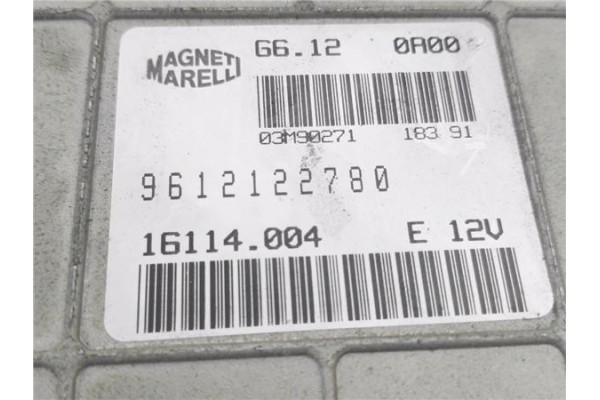 MAGNETI MARELLI
G6.12 0A00
03M90271 183 91
9612122780
16114.004 E 12V